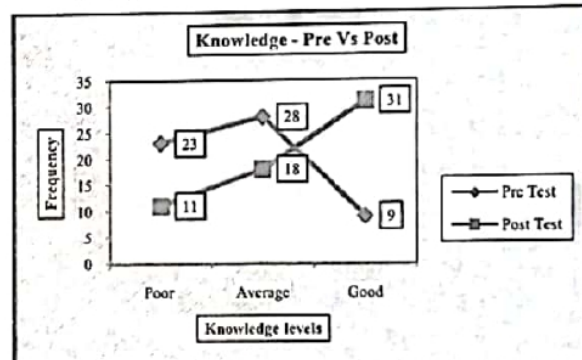 Knowledge - Pre Vs Post
35
30
25
20
15
10
5
0
Frequency
23
28
9
11
18
31
Poor Average Good
Knowledge levels
Pre Test
Post Test